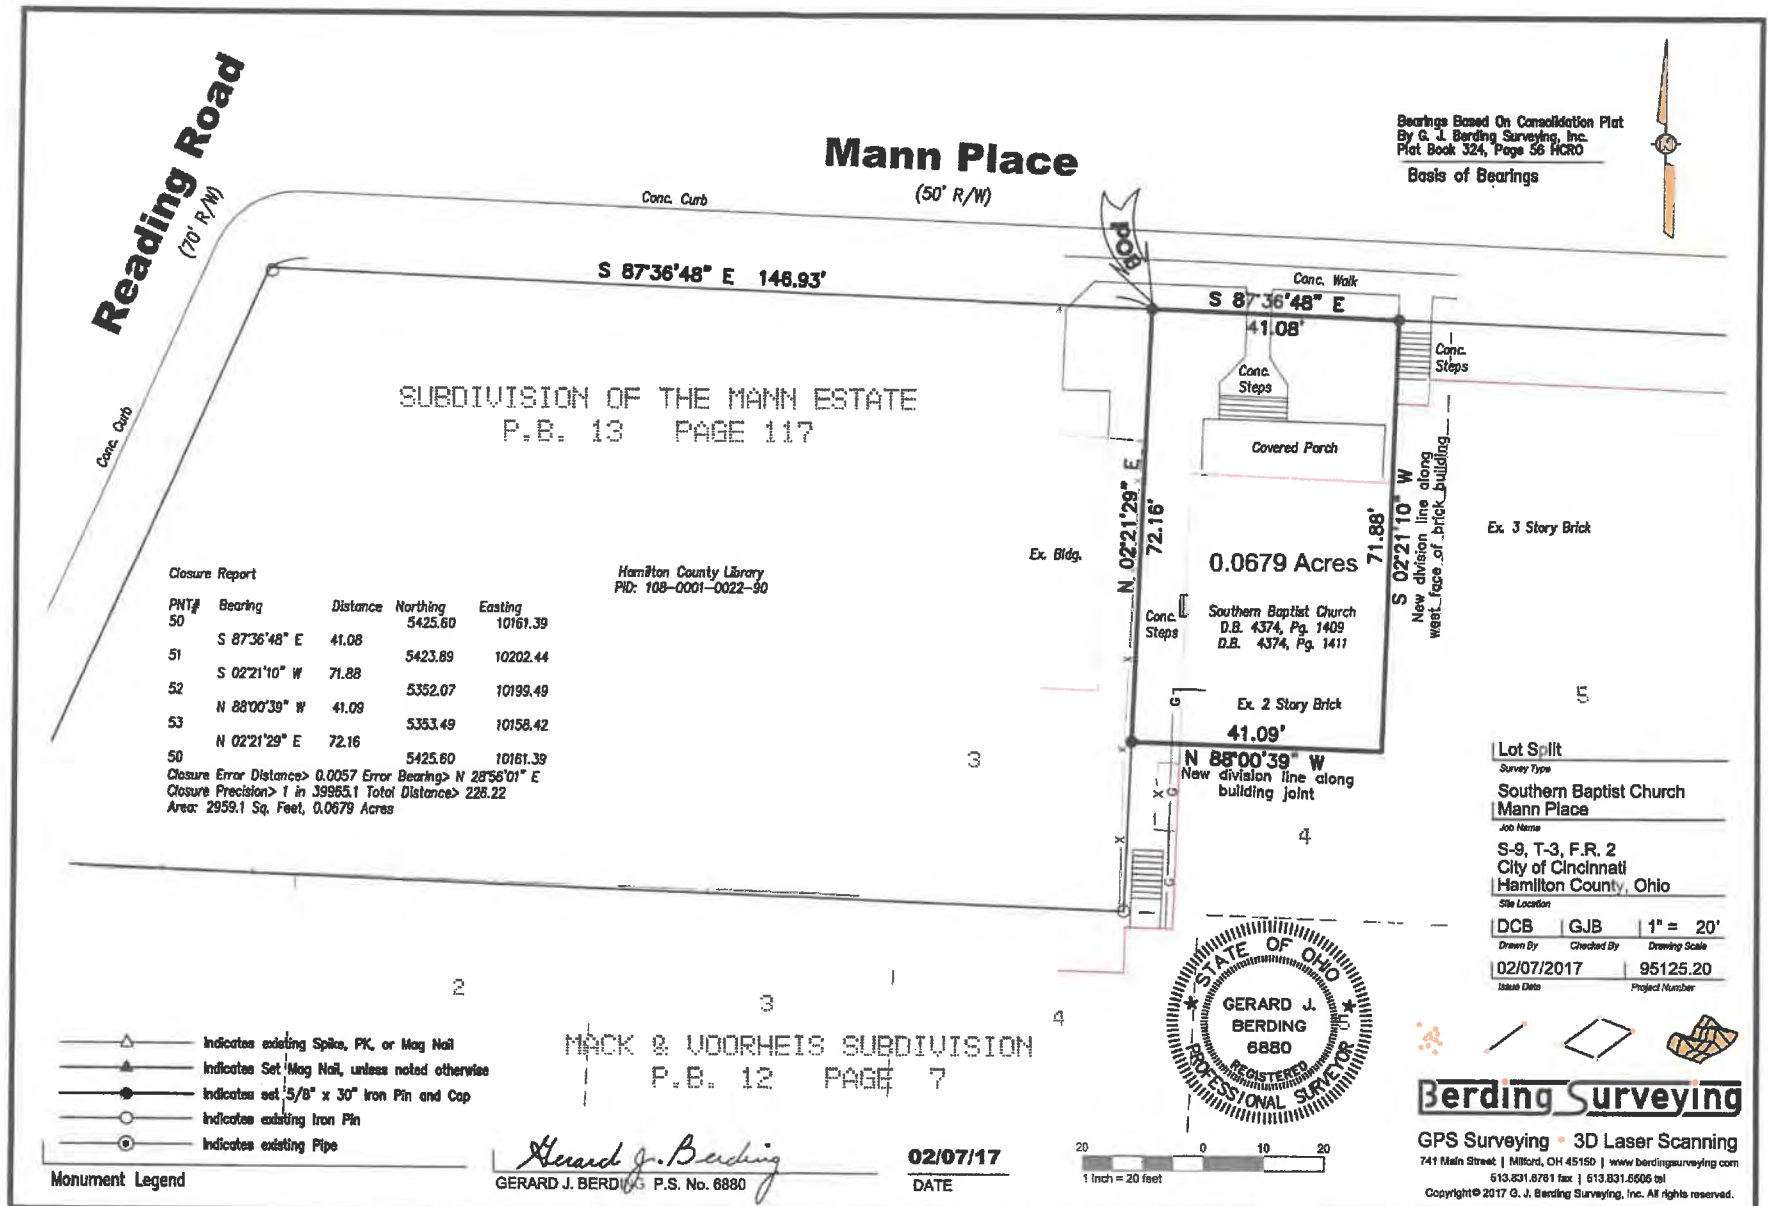 Reading Road
(70' R/W)
Mann Place
(50' R/W)
Bearings Based On Consolidation Plat
By G. J. Berding Surveying, Inc.
Plat Book 324, Page 56 HCRO
Basis of Bearings
Conc. Curb
POB
S 87°36'48" E 146.93'
Conc. Walk
S 87°36'48" E
41.08'
Conc.
Steps
Conc.
Steps
SUBDIVISION OF THE MANN ESTATE
P.B. 13 PAGE 117
Conc. Curb
Covered Porch
N 02°21'29" E
72.16'
71.88'
S 02°21'10" W
New division line along
west face of brick building
Ex. 3 Story Brick
Ex. Bldg.
0.0679 Acres
Hamilton County Library
PID: 108-0001-0022-90
Southern Baptist Church
D.B. 4374, Pg. 1409
D.B. 4374, Pg. 1411
Conc.
Steps
Closure Report
PNT# Bearing Distance Northing Easting
50 5425.60 10161.39
S 87°36'48" E 41.08
51 5423.89 10202.44
S 02°21'10" W 71.88
52 5352.07 10199.49
N 88°00'39" W 41.09
53 5353.49 10158.42
N 02°21'29" E 72.16
50 5425.60 10161.39
Closure Error Distance> 0.0057 Error Bearing> N 28°56'01" E
Closure Precision> 1 in 39965.1 Total Distance> 226.22
Area: 2959.1 Sq. Feet, 0.0679 Acres
G
Ex. 2 Story Brick
5
41.09'
N 88°00'39" W
New division line along
building joint
3
X
G
X
G
4
Lot Split
Survey Type
Southern Baptist Church
Mann Place
Job Name
S-9, T-3, F.R. 2
City of Cincinnati
Hamilton County, Ohio
Site Location
DCB GJB 1" = 20'
Drawn By Checked By Drawing Scale
02/07/2017 95125.20
Issue Date Project Number
2
3
4
5
MACK & VOORHEIS SUBDIVISION
P.B. 12 PAGE 7
STATE OF OHIO
GERARD J.
BERDING
6880
REGISTERED
PROFESSIONAL SURVEYOR
Indicates existing Spike, PK, or Mag Nail
Indicates Set Mag Nail, unless noted otherwise
Indicates set 5/8" x 30" Iron Pin and Cap
Indicates existing Iron Pin
Indicates existing Pipe
Monument Legend
Gerard J. Berding
GERARD J. BERDING P.S. No. 6880
02/07/17
DATE
20 0 10 20
1 inch = 20 feet
Berding Surveying
GPS Surveying • 3D Laser Scanning
741 Main Street | Milford, OH 45150 | www berdingsurveying com
513.831.6761 fax | 513.831.5505 tel
Copyright © 2017 G. J. Berding Surveying, Inc. All rights reserved.